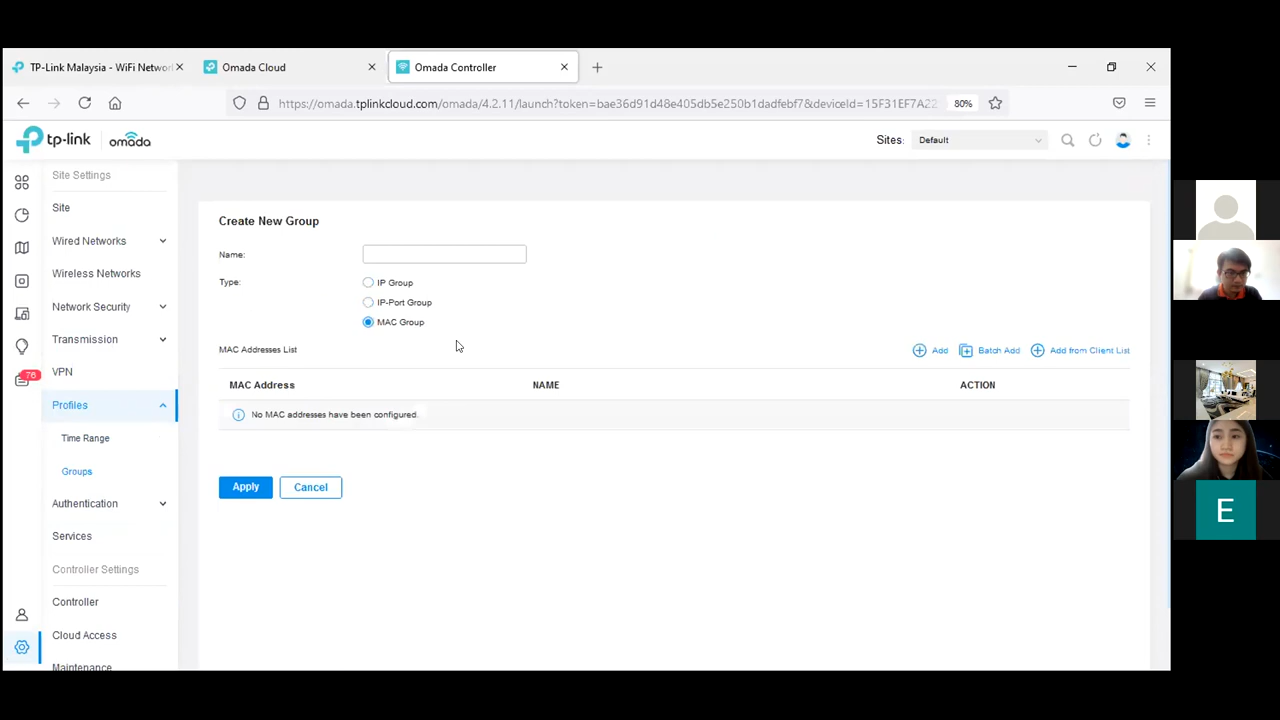 TP-Link Malaysia - WiFi Network
Omada Cloud
Omada Controller
https://omada.tplinkcloud.com/omada/4.2.11/launch?token=bae36d91d48e405db5e250b1dadfebf7&deviceId=15F31EF7A22
80%
tp-link
omada
Sites:
Default
Site Settings
Site
Wired Networks
Wireless Networks
Network Security
Transmission
VPN
76
Profiles
Time Range
Groups
Authentication
Services
Controller Settings
Controller
Cloud Access
Maintenance
Create New Group
Name:
Type:
IP Group
IP-Port Group
MAC Group
MAC Addresses List
Add
Batch Add
Add from Client List
MAC Address
NAME
ACTION
No MAC addresses have been configured.
Apply
Cancel
E